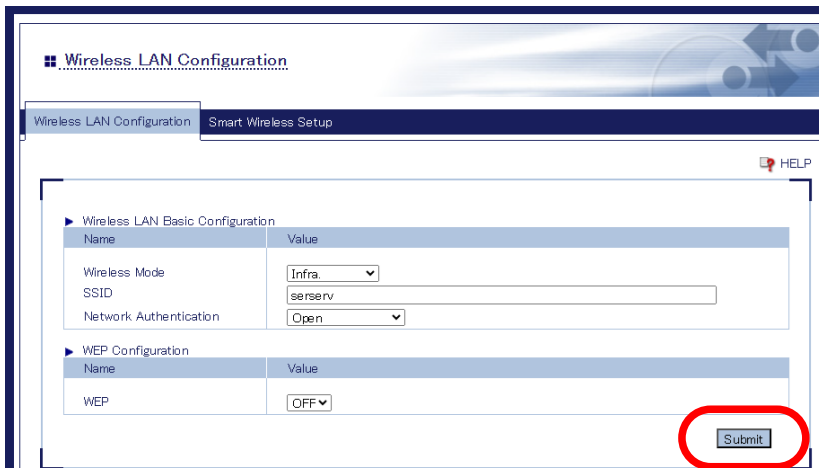 Wireless LAN Configuration
Wireless LAN Configuration Smart Wireless Setup
HELP
Wireless LAN Basic Configuration
Name Value
Wireless Mode Infra.
SSID serserv
Network Authentication Open
WEP Configuration
Name Value
WEP OFF
Submit